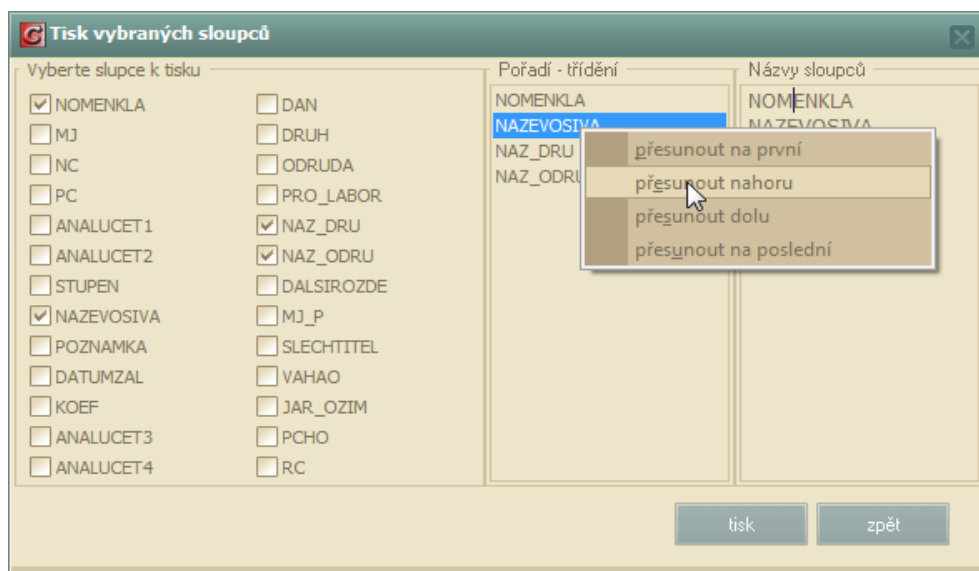 Tisk vybraných sloupců
Vyberte slupce k tisku
NOMENKLA
MJ
NC
PC
ANALUCET1
ANALUCET2
STUPEN
NAZEVOSIVA
POZNAMKA
DATUMZAL
KOEF
ANALUCET3
ANALUCET4
DAN
DRUH
ODRUDA
PRO_LABOR
NAZ_DRU
NAZ_ODRU
DALSIROZDE
MJ_P
SLECHTITEL
VAHAO
JAR_OZIM
PCHO
RC
Pořadí - třídění
NOMENKLA
NAZEVOSIVA
NAZ_DRU
NAZ_ODRU
přesunout na první
přesunout nahoru
přesunout dolu
přesunout na poslední
Názvy sloupců
NOMENKLA
NAZEVOSIVA
tisk
zpět